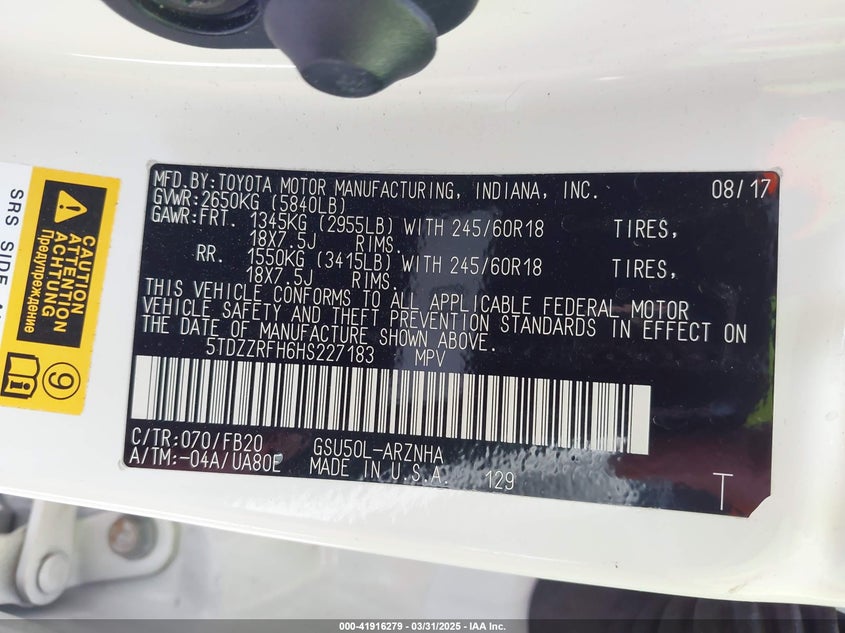 MFD.BY:TOYOTA MOTOR MANUFACTURING, INDIANA, INC. 08/17
GVWR:2650KG (5840LB)
GAWR:FRT. 1345KG (2955LB) WITH 245/60R18 TIRES,
18X7.5J RIMS.
RR. 1550KG (3415LB) WITH 245/60R18 TIRES,
18X7.5J RIMS.
THIS VEHICLE CONFORMS TO ALL APPLICABLE FEDERAL MOTOR
VEHICLE SAFETY AND THEFT PREVENTION STANDARDS IN EFFECT ON
THE DATE OF MANUFACTURE SHOWN ABOVE.
5TDZZRFH6HS227183 MPV
C/TR:070/FB20 GSU50L-ARZNHA
A/TM:-04A/UA80E MADE IN U.S.A. 129 T
CAUTION
ATTENTION
ACHTUNG
Предупреждение
9
SRS SIDE
000-41916279 - 03/31/2025 - IAA Inc.